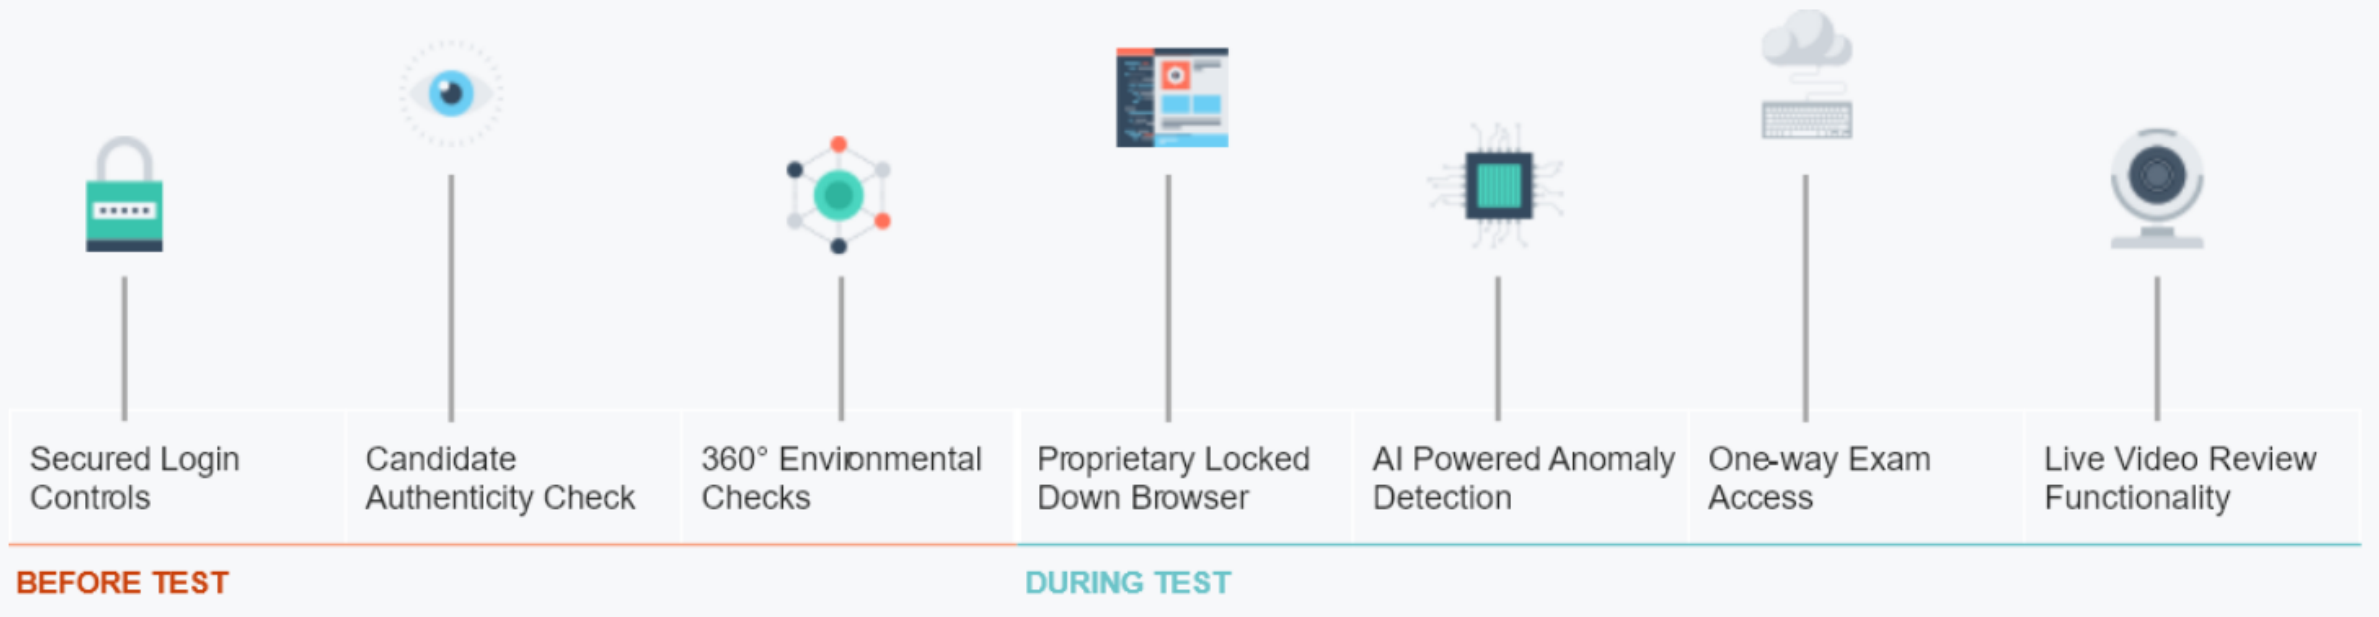 Secured Login
Controls
Candidate
Authenticity Check
360° Environmental
Checks
Proprietary Locked
Down Browser
AI Powered Anomaly
Detection
One-way Exam
Access
Live Video Review
Functionality
BEFORE TEST
DURING TEST